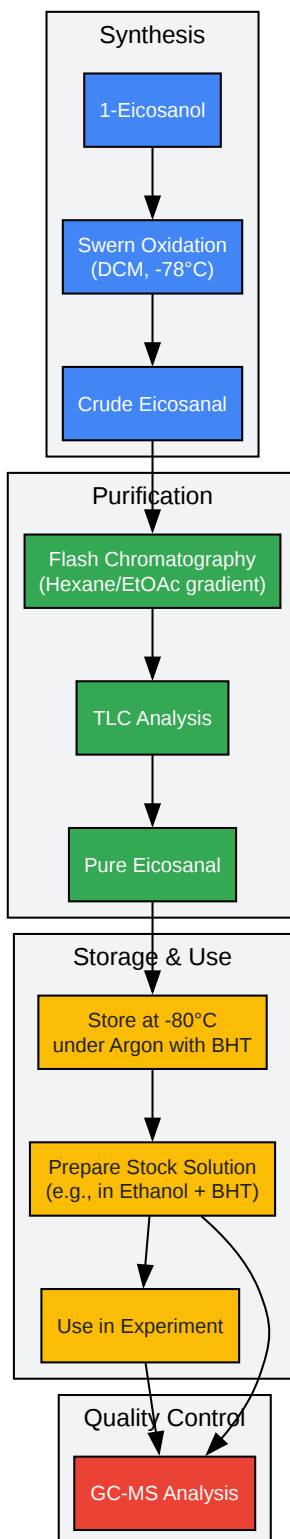 Synthesis
1-Eicosanol
Swern Oxidation
(DCM, -78°C)
Crude Eicosanal
Purification
Flash Chromatography
(Hexane/EtOAc gradient)
TLC Analysis
Pure Eicosanal
Storage & Use
Store at -80°C
under Argon with BHT
Prepare Stock Solution
(e.g., in Ethanol + BHT)
Use in Experiment
Quality Control
GC-MS Analysis